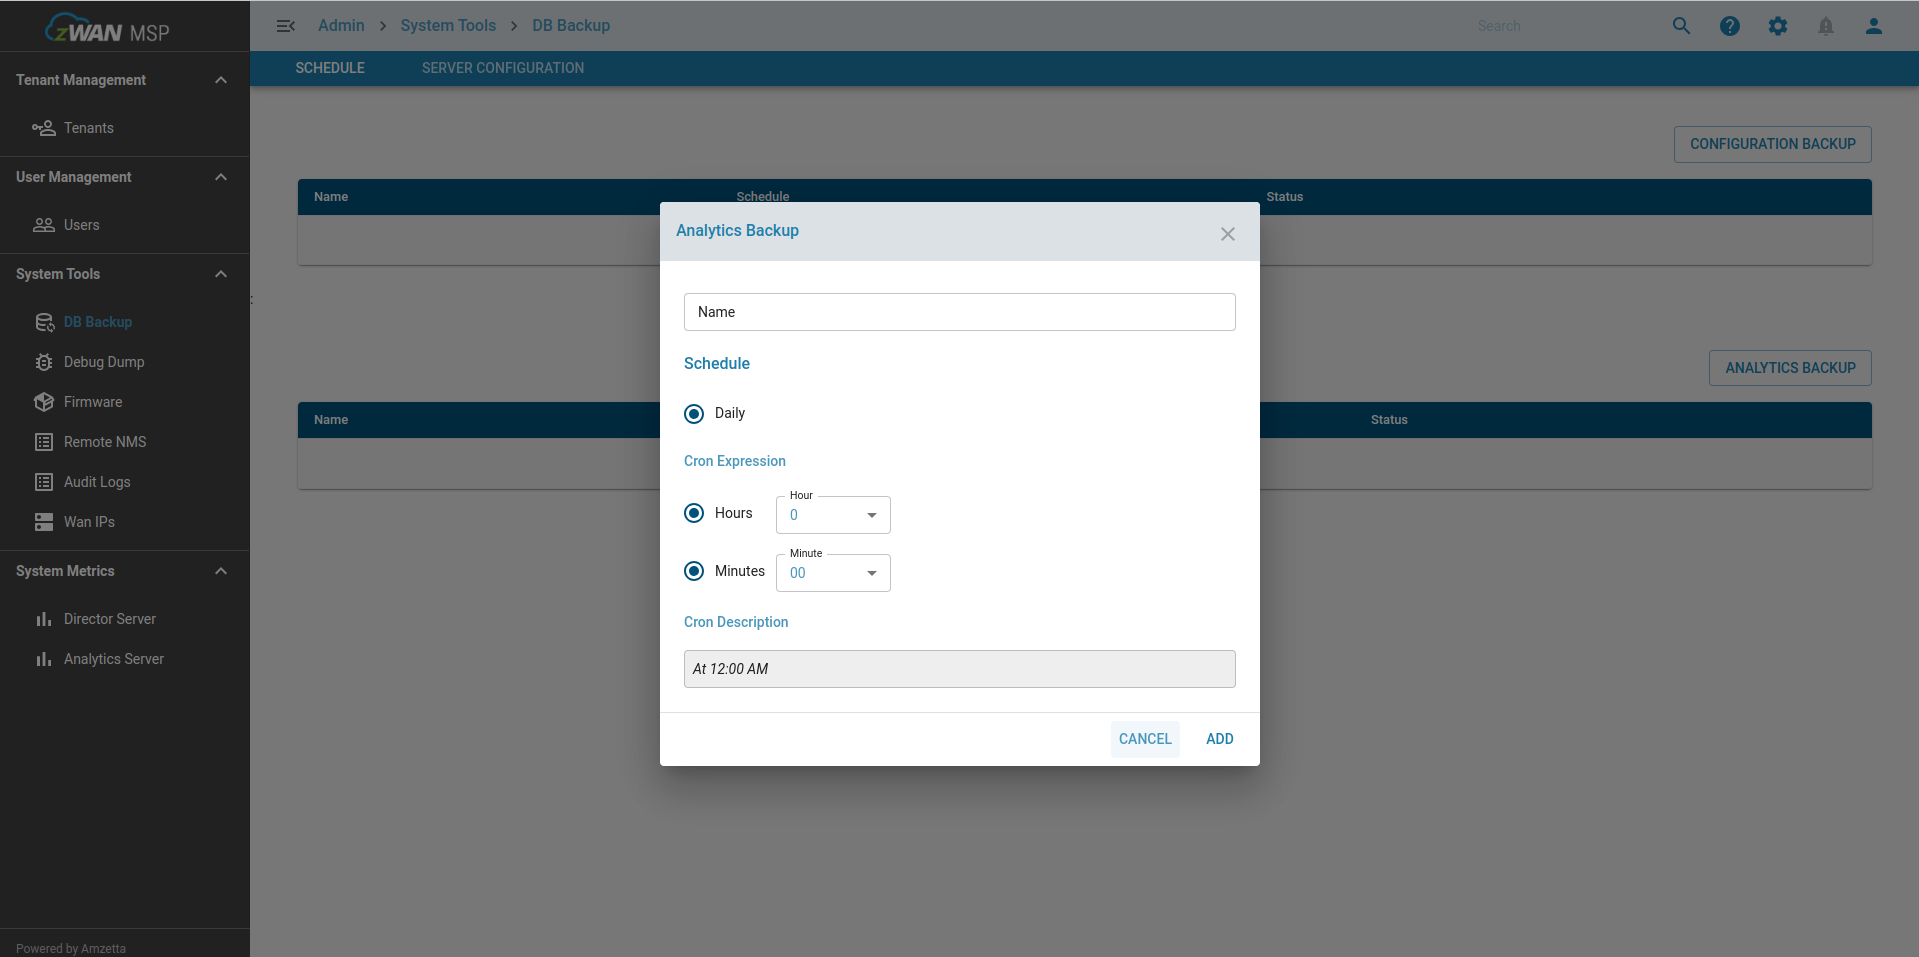 zWAN MSP
Admin > System Tools > DB Backup
Search
SCHEDULE
SERVER CONFIGURATION
Tenant Management
Tenants
User Management
Users
System Tools
DB Backup
Debug Dump
Firmware
Remote NMS
Audit Logs
Wan IPs
System Metrics
Director Server
Analytics Server
Powered by Amzetta
CONFIGURATION BACKUP
Name Schedule Status
:
ANALYTICS BACKUP
Name Status
Analytics Backup
Name
Schedule
Daily
Cron Expression
Hour
Hours 0
Minute
Minutes 00
Cron Description
At 12:00 AM
CANCEL ADD